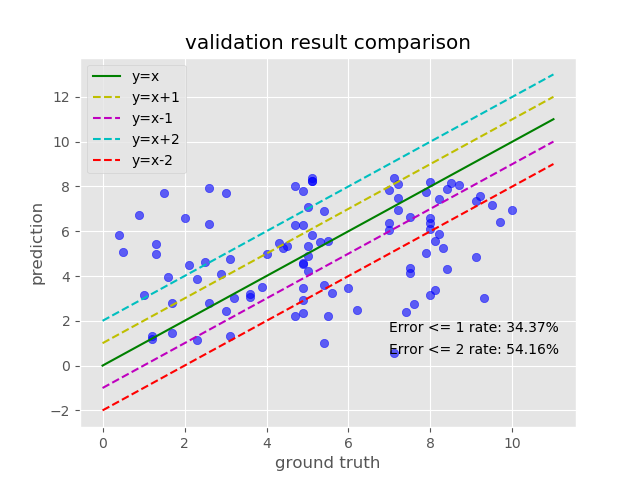 validation result comparison
y=x
y=x+1
y=x-1
y=x+2
y=x-2
12
10
8
6
4
2
0
−2
prediction
Error <= 1 rate: 34.37%
Error <= 2 rate: 54.16%
0 2 4 6 8 10
ground truth